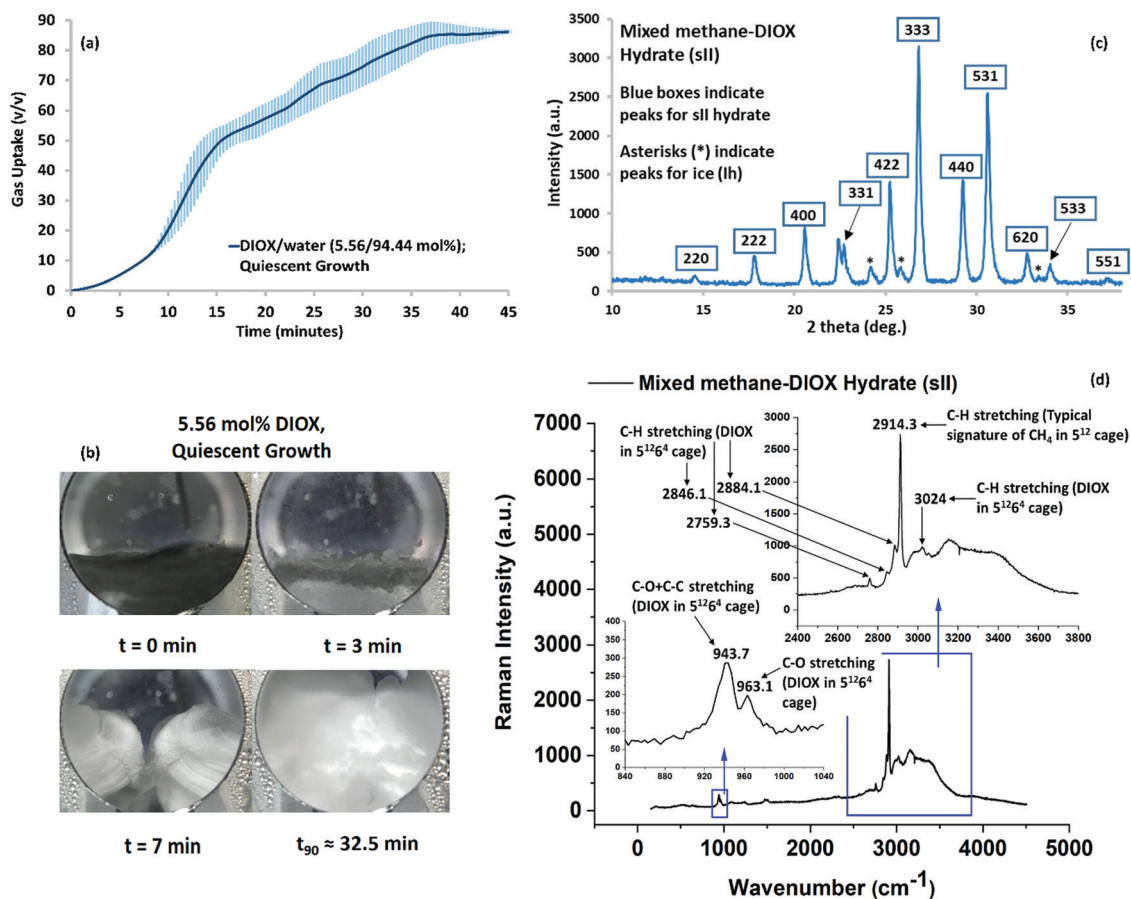 (a)
90
80
70
60
50
40
30
20
10
0
Gas Uptake (v/v)
DIOX/water (5.56/94.44 mol%);
Quiescent Growth
0 5 10 15 20 25 30 35 40 45
Time (minutes)
(c)
3500
3000
2500
2000
1500
1000
500
0
Intensity (a.u.)
Mixed methane-DIOX
Hydrate (sII)
Blue boxes indicate
peaks for sII hydrate
Asterisks (*) indicate
peaks for ice (Ih)
220
222
400
331
422
333
440
531
620
533
551
* * *
10 15 20 25 30 35
2 theta (deg.)
(b)
5.56 mol% DIOX,
Quiescent Growth
t = 0 min
t = 3 min
t = 7 min
t90 ≈ 32.5 min
(d)
Mixed methane-DIOX Hydrate (sII)
7000
6000
5000
4000
3000
2000
1000
0
Raman Intensity (a.u.)
0 1000 2000 3000 4000 5000
Wavenumber (cm⁻¹)
C-H stretching (DIOX
in 5¹²6⁴ cage)
2884.1
2846.1
2759.3
3000
2500
2000
1500
1000
500
0
2914.3
C-H stretching (Typical
signature of CH₄ in 5¹² cage)
3024
C-H stretching (DIOX
in 5¹²6⁴ cage)
2400 2600 2800 3000 3200 3400 3600 3800
C-O+C-C stretching
(DIOX in 5¹²6⁴ cage)
400
350
300
250
200
150
100
50
0
943.7
963.1
C-O stretching
(DIOX in 5¹²6⁴
cage)
840 880 920 960 1000 1040